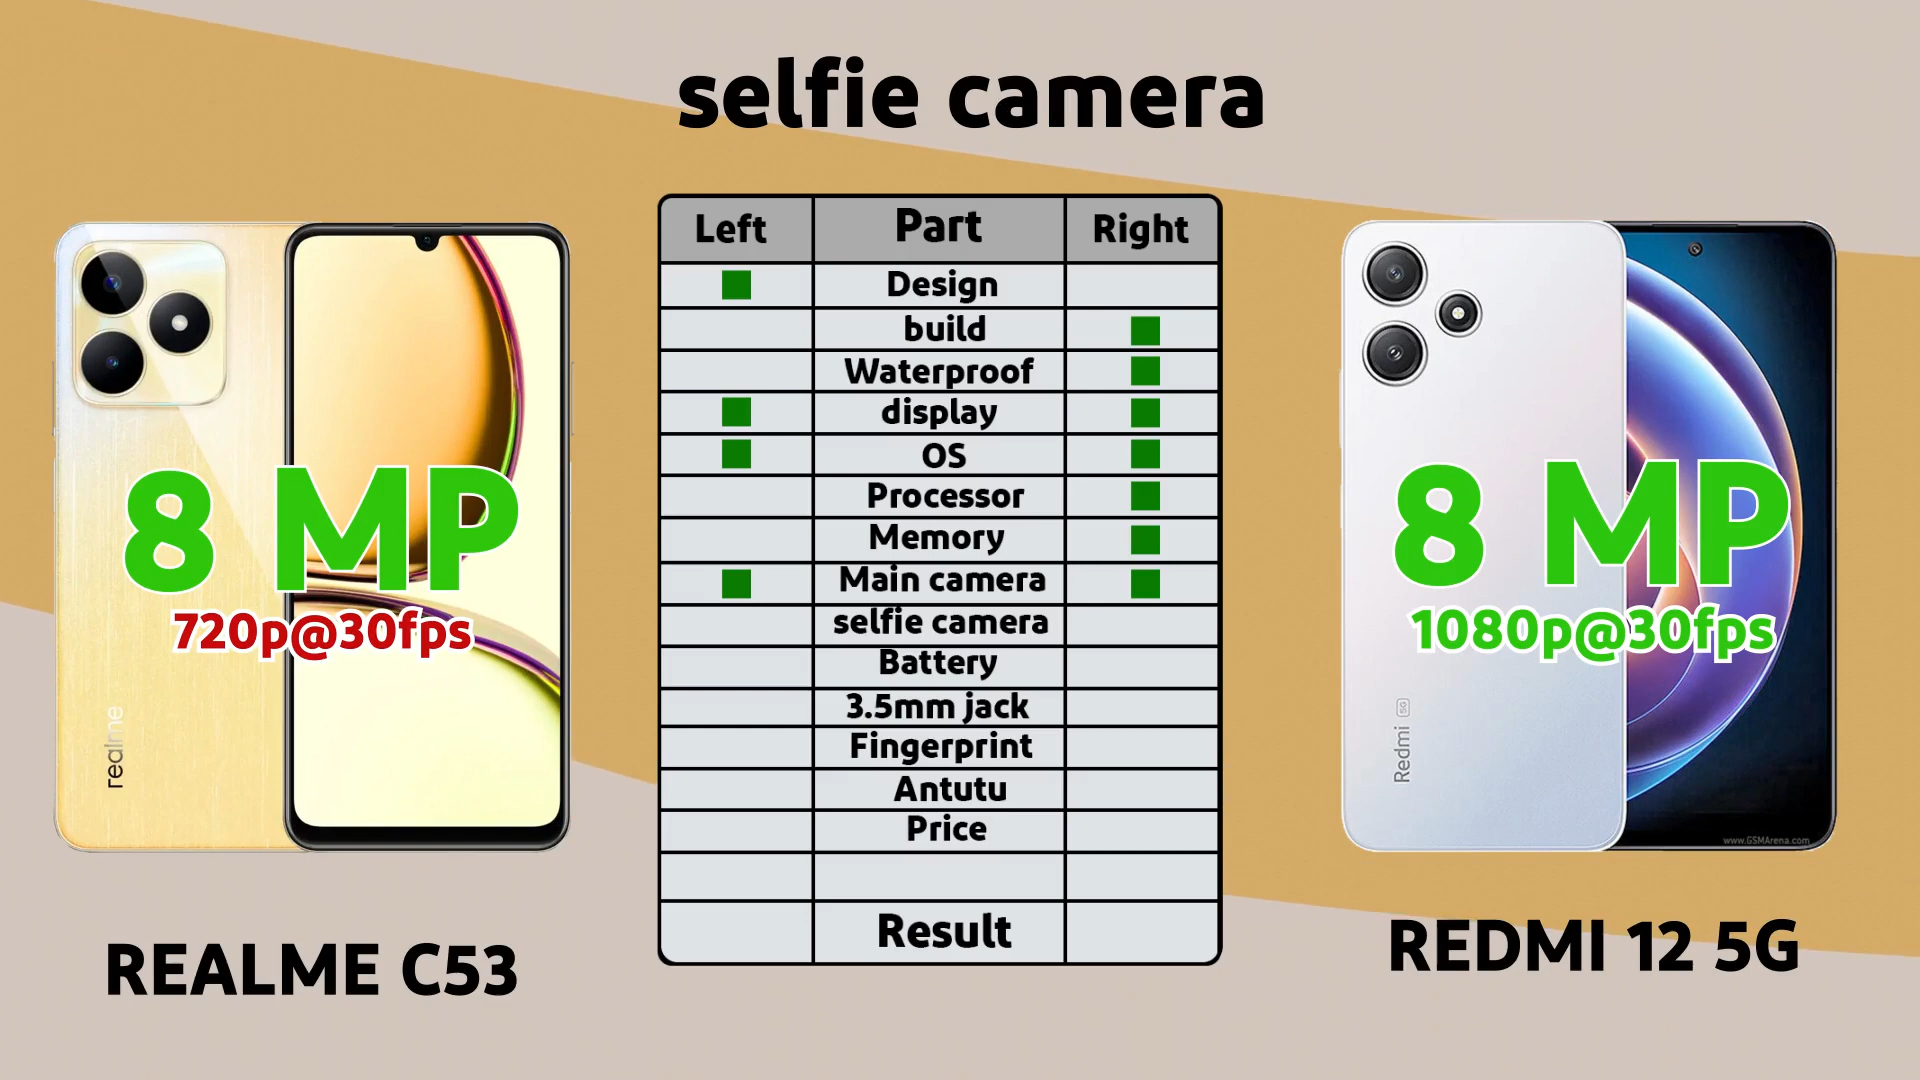 selfie camera
Left Part Right
Design
build
Waterproof
display
OS
Processor
Memory
Main camera
selfie camera
Battery
3.5mm jack
Fingerprint
Antutu
Price
Result
8 MP
720p@30fps
realme
REALME C53
8 MP
1080p@30fps
Redmi 5G
www.GSMArena.com
REDMI 12 5G